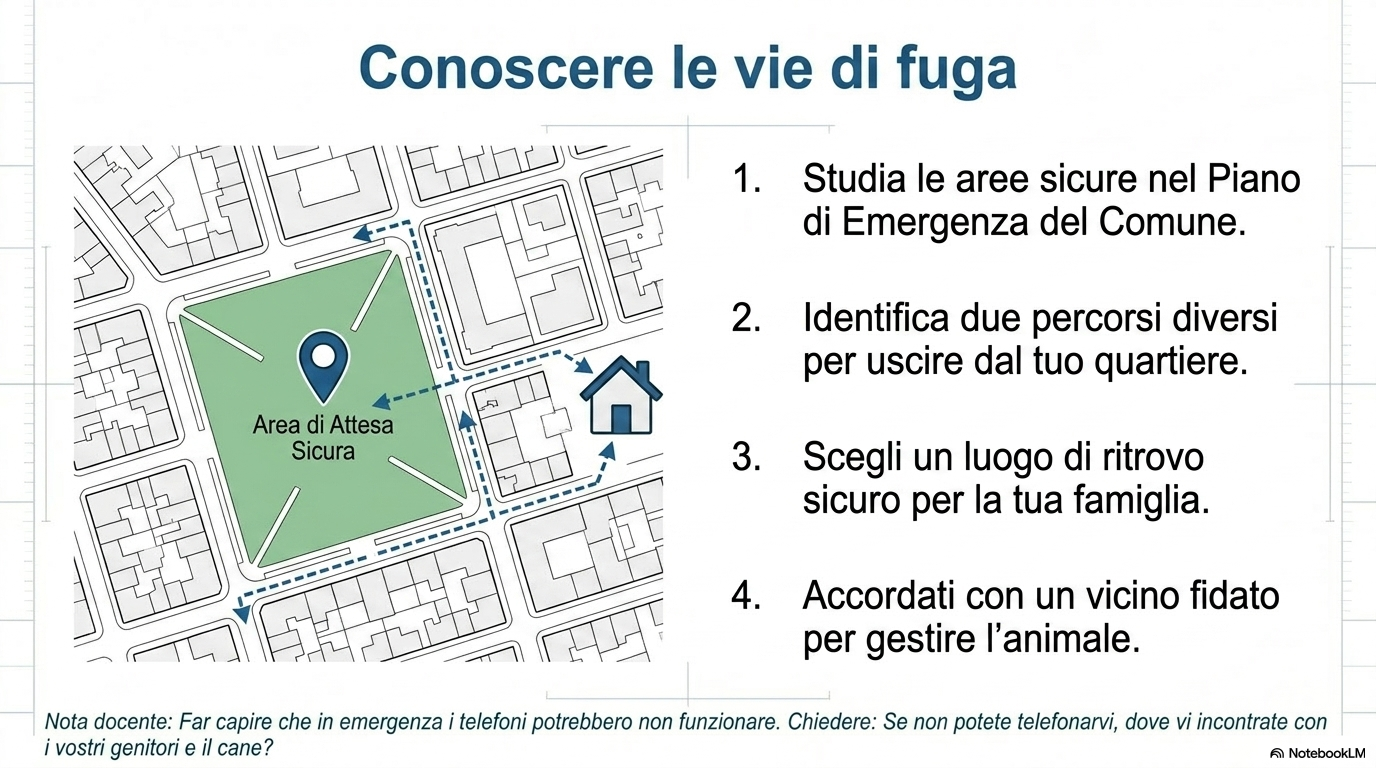 Conoscere le vie di fuga
Area di Attesa
Sicura
1. Studia le aree sicure nel Piano
di Emergenza del Comune.
2. Identifica due percorsi diversi
per uscire dal tuo quartiere.
3. Scegli un luogo di ritrovo
sicuro per la tua famiglia.
4. Accordati con un vicino fidato
per gestire l’animale.
Nota docente: Far capire che in emergenza i telefoni potrebbero non funzionare. Chiedere: Se non potete telefonarvi, dove vi incontrate con
i vostri genitori e il cane?
NotebookLM